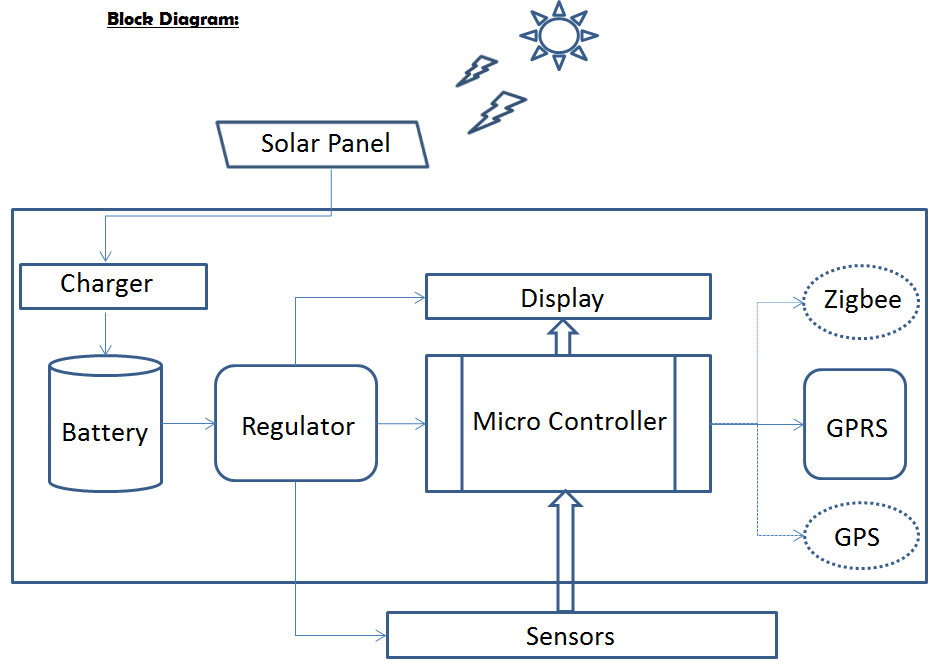 Block Diagram:
Solar Panel
Charger
Display
Zigbee
Battery
Regulator
Micro Controller
GPRS
GPS
Sensors